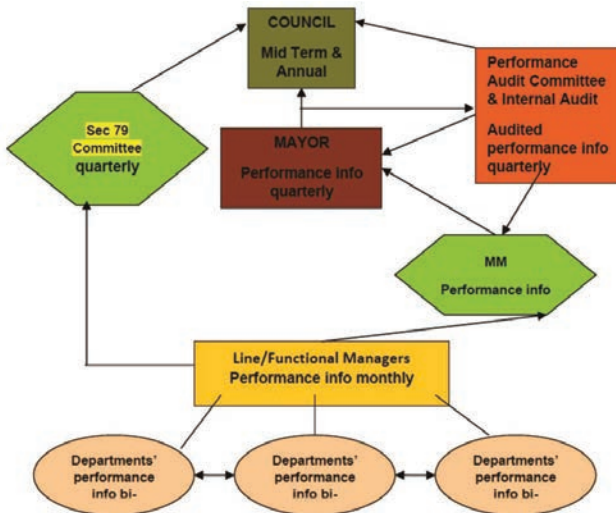 COUNCIL
Mid Term &
Annual
Performance
Audit Committee
& Internal Audit
Audited
performance info
quarterly
Sec 79
Committee
quarterly
MAYOR
Performance info
quarterly
MM
Performance info
Line/Functional Managers
Performance info monthly
Departments'
performance
info bi-
Departments'
performance
info bi-
Departments'
performance
info bi-